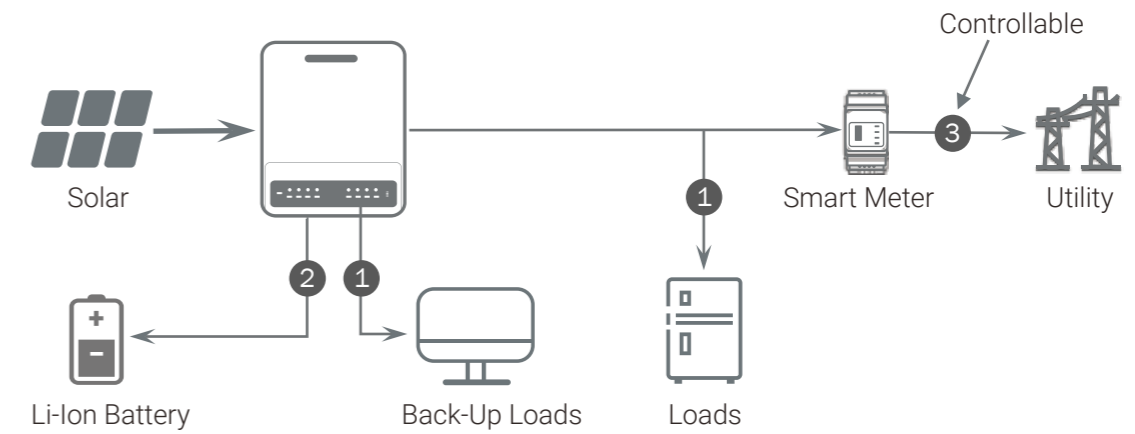 Controllable
3
Solar
1
Smart Meter
Utility
2
1
+
−
Li-Ion Battery
Back-Up Loads
Loads